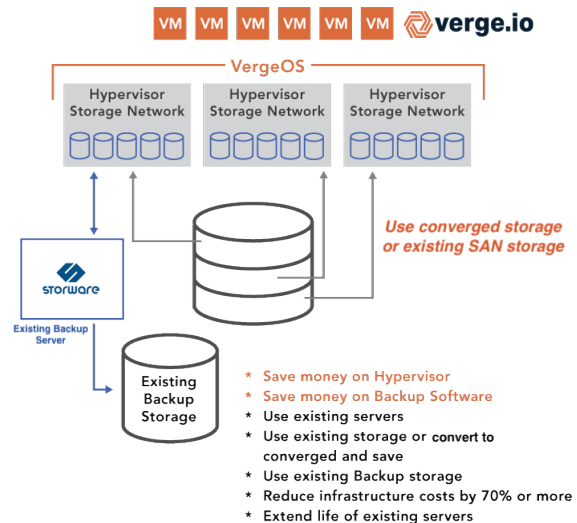 VM VM VM VM VM VM verge.io
VergeOS
Hypervisor
Storage Network
Hypervisor
Storage Network
Hypervisor
Storage Network
Use converged storage
or existing SAN storage
STORWARE
Existing Backup
Server
Existing
Backup
Storage
* Save money on Hypervisor
* Save money on Backup Software
* Use existing servers
* Use existing storage or convert to
converged and save
* Use existing Backup storage
* Reduce infrastructure costs by 70% or more
* Extend life of existing servers